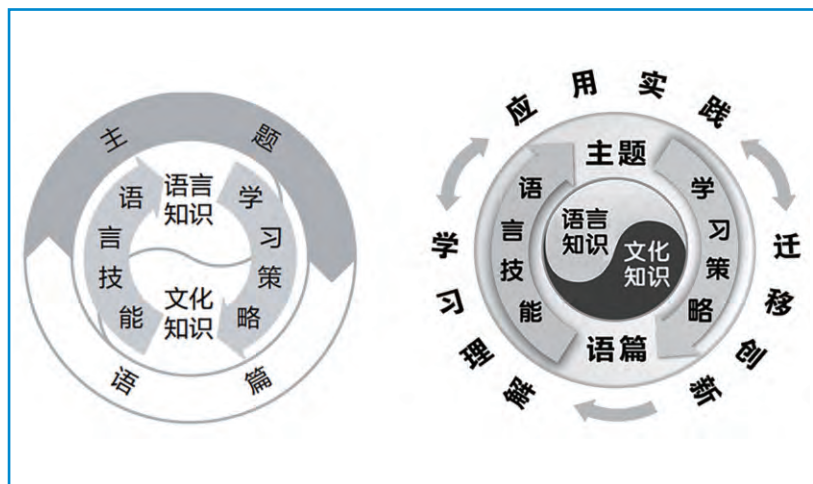 主题
语言
知识
语言技能
学习策略
文化
知识
语篇
应用实践
主题
语言技能
学习策略
语言
知识
文化
知识
语篇
学习理解
迁移创新